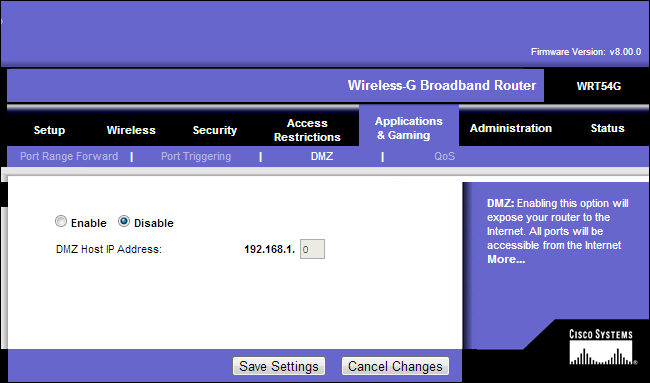 Firmware Version: v8.00.0
Wireless-G Broadband Router WRT54G
Setup Wireless Security Access Restrictions Applications & Gaming Administration Status
Port Range Forward | Port Triggering | DMZ | QoS
Enable Disable
DMZ Host IP Address: 192.168.1. 0
DMZ: Enabling this option will
expose your router to the
Internet. All ports will be
accessible from the Internet
More...
CISCO SYSTEMS
Save Settings Cancel Changes